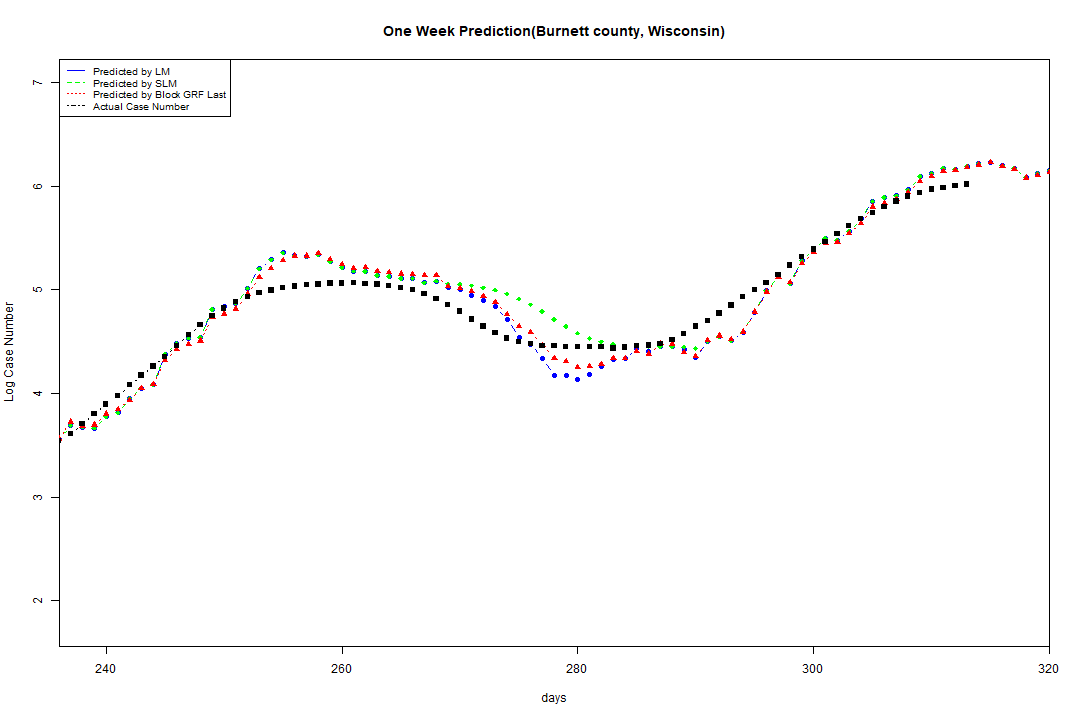 One Week Prediction(Burnett county, Wisconsin)
Predicted by LM
Predicted by SLM
Predicted by Block GRF Last
Actual Case Number
7
6
5
4
3
2
Log Case Number
240
260
280
300
320
days